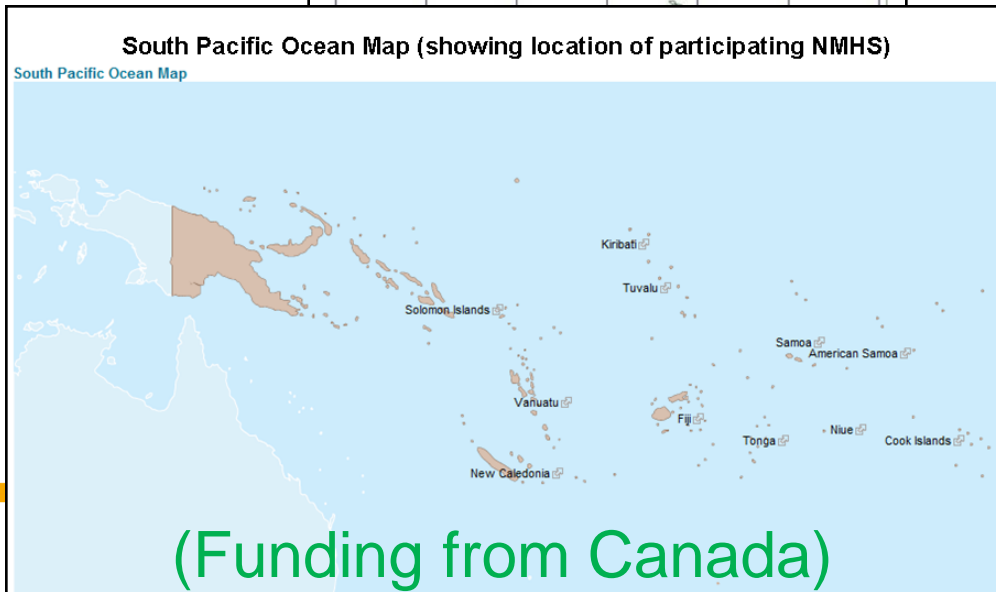 South Pacific Ocean Map (showing location of participating NMHS)
South Pacific Ocean Map
Kiribati
Tuvalu
Solomon Islands
Samoa
American Samoa
Vanuatu
Fiji
Niue
Tonga
Cook Islands
New Caledonia
(Funding from Canada)